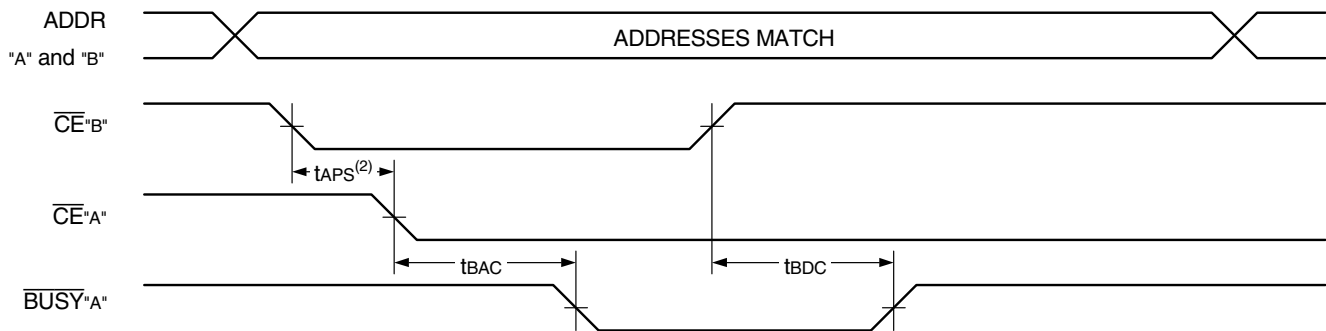 ADDR
"A" and "B"
ADDRESSES MATCH
CE"B"
tAPS(2)
CE"A"
tBAC
tBDC
BUSY"A"